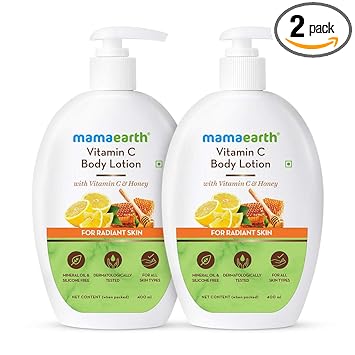 2 pack
mamaearth®
Vitamin C
Body Lotion
with Vitamin C & Honey
FOR RADIANT SKIN
MINERAL OIL &
SILICONE FREE
DERMATOLOGICALLY
TESTED
FOR ALL
SKIN TYPES
NET CONTENT (when packed) 400 ml
mamaearth®
Vitamin C
Body Lotion
with Vitamin C & Honey
FOR RADIANT SKIN
MINERAL OIL &
SILICONE FREE
DERMATOLOGICALLY
TESTED
FOR ALL
SKIN TYPES
NET CONTENT (when packed) 400 ml